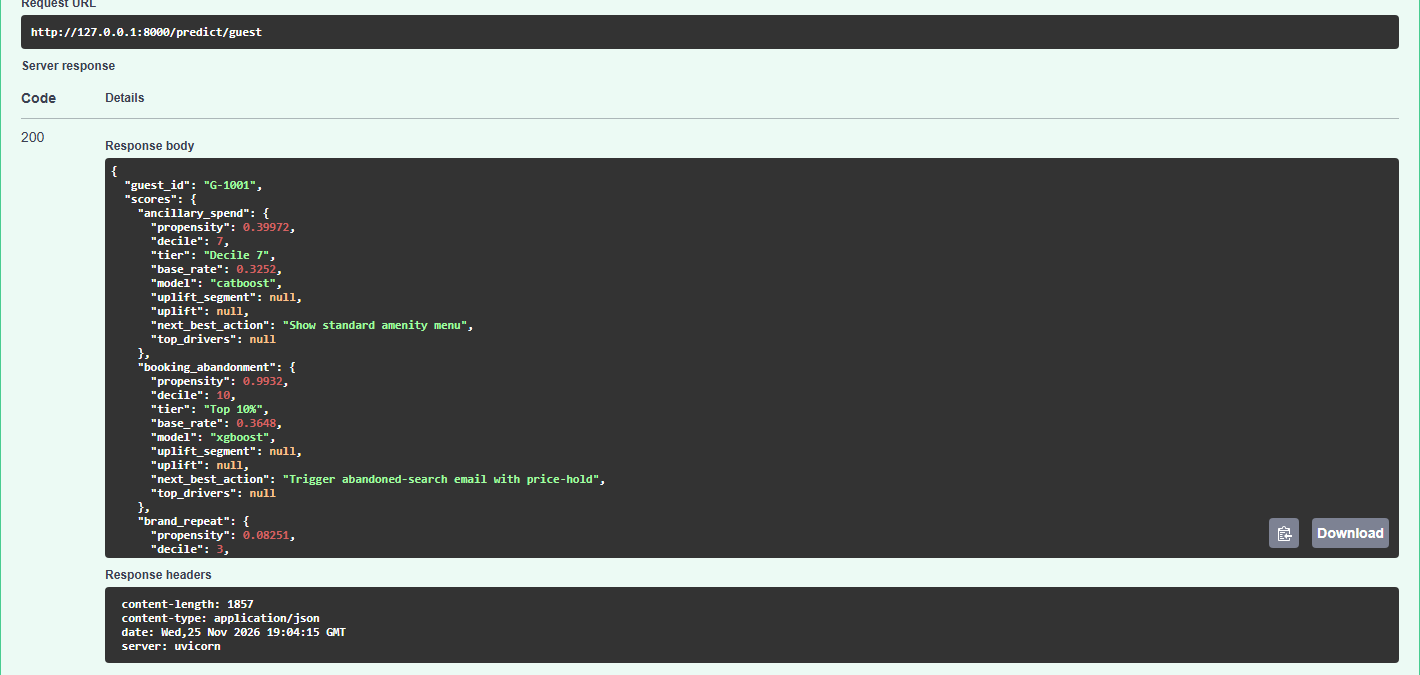 Request URL
http://127.0.0.1:8000/predict/guest
Server response
Code Details
200
Response body
{
  "guest_id": "G-1001",
  "scores": {
    "ancillary_spend": {
      "propensity": 0.39972,
      "decile": 7,
      "tier": "Decile 7",
      "base_rate": 0.3252,
      "model": "catboost",
      "uplift_segment": null,
      "uplift": null,
      "next_best_action": "Show standard amenity menu",
      "top_drivers": null
    },
    "booking_abandonment": {
      "propensity": 0.9932,
      "decile": 10,
      "tier": "Top 10%",
      "base_rate": 0.3648,
      "model": "xgboost",
      "uplift_segment": null,
      "uplift": null,
      "next_best_action": "Trigger abandoned-search email with price-hold",
      "top_drivers": null
    },
    "brand_repeat": {
      "propensity": 0.08251,
      "decile": 3,
Download
Response headers
content-length: 1857
content-type: application/json
date: Wed,25 Nov 2026 19:04:15 GMT
server: uvicorn